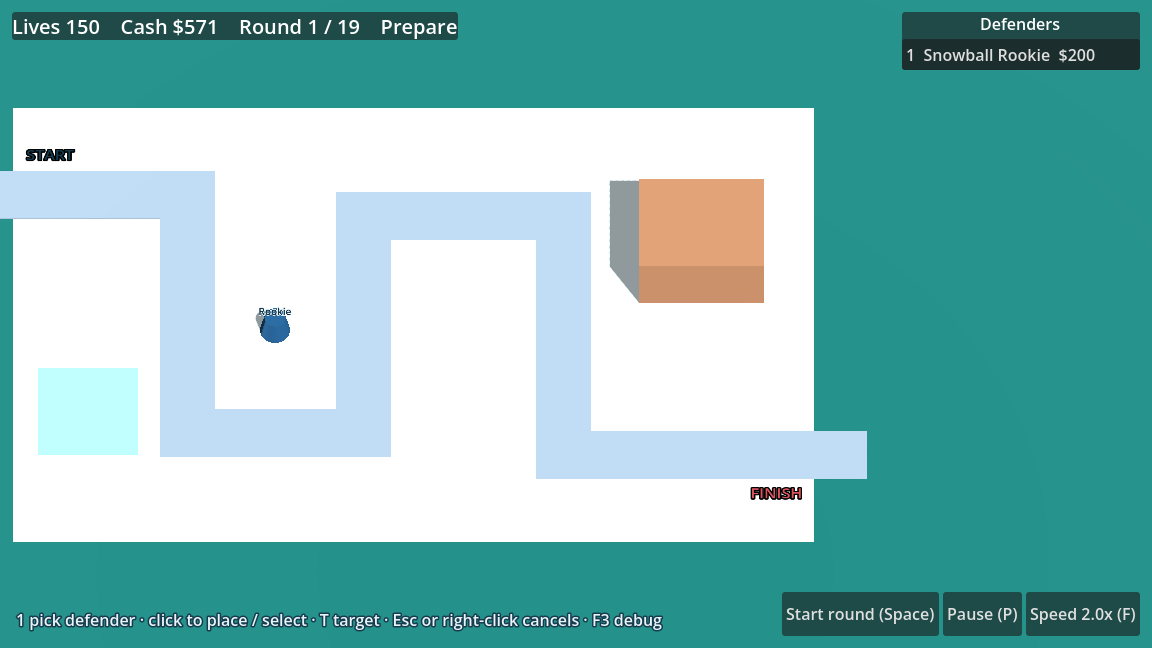 Lives 150 Cash $571 Round 1 / 19 Prepare
Defenders
1 Snowball Rookie $200
START
Rookie
FINISH
1 pick defender · click to place / select · T target · Esc or right-click cancels · F3 debug
Start round (Space) Pause (P) Speed 2.0x (F)